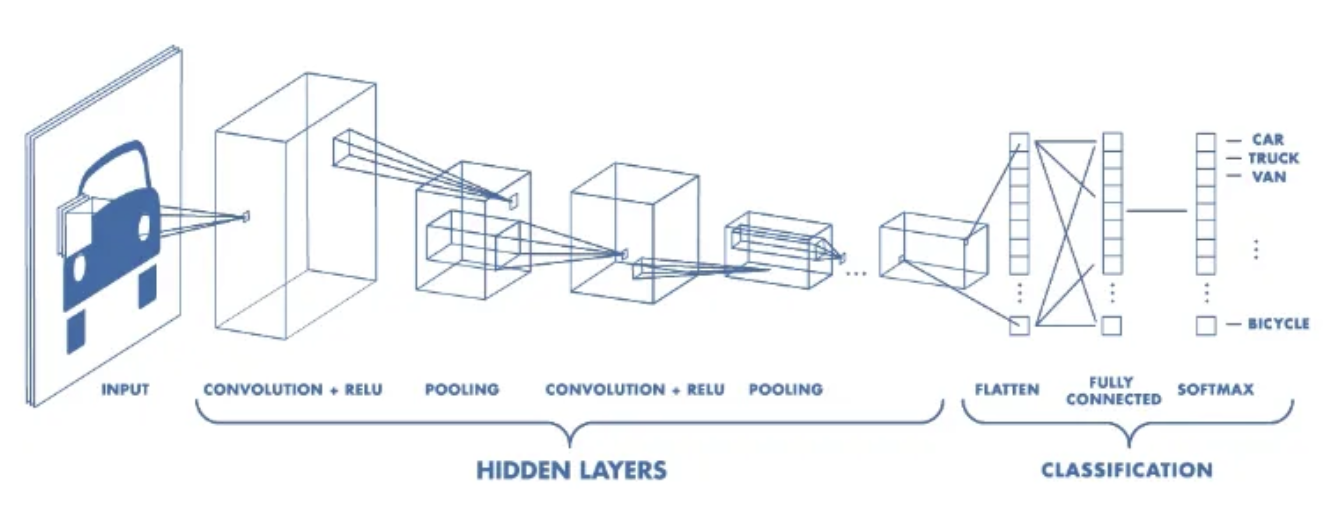 CAR
TRUCK
VAN
BICYCLE
INPUT
CONVOLUTION + RELU
POOLING
CONVOLUTION + RELU
POOLING
FLATTEN
FULLY
CONNECTED
SOFTMAX
HIDDEN LAYERS
CLASSIFICATION